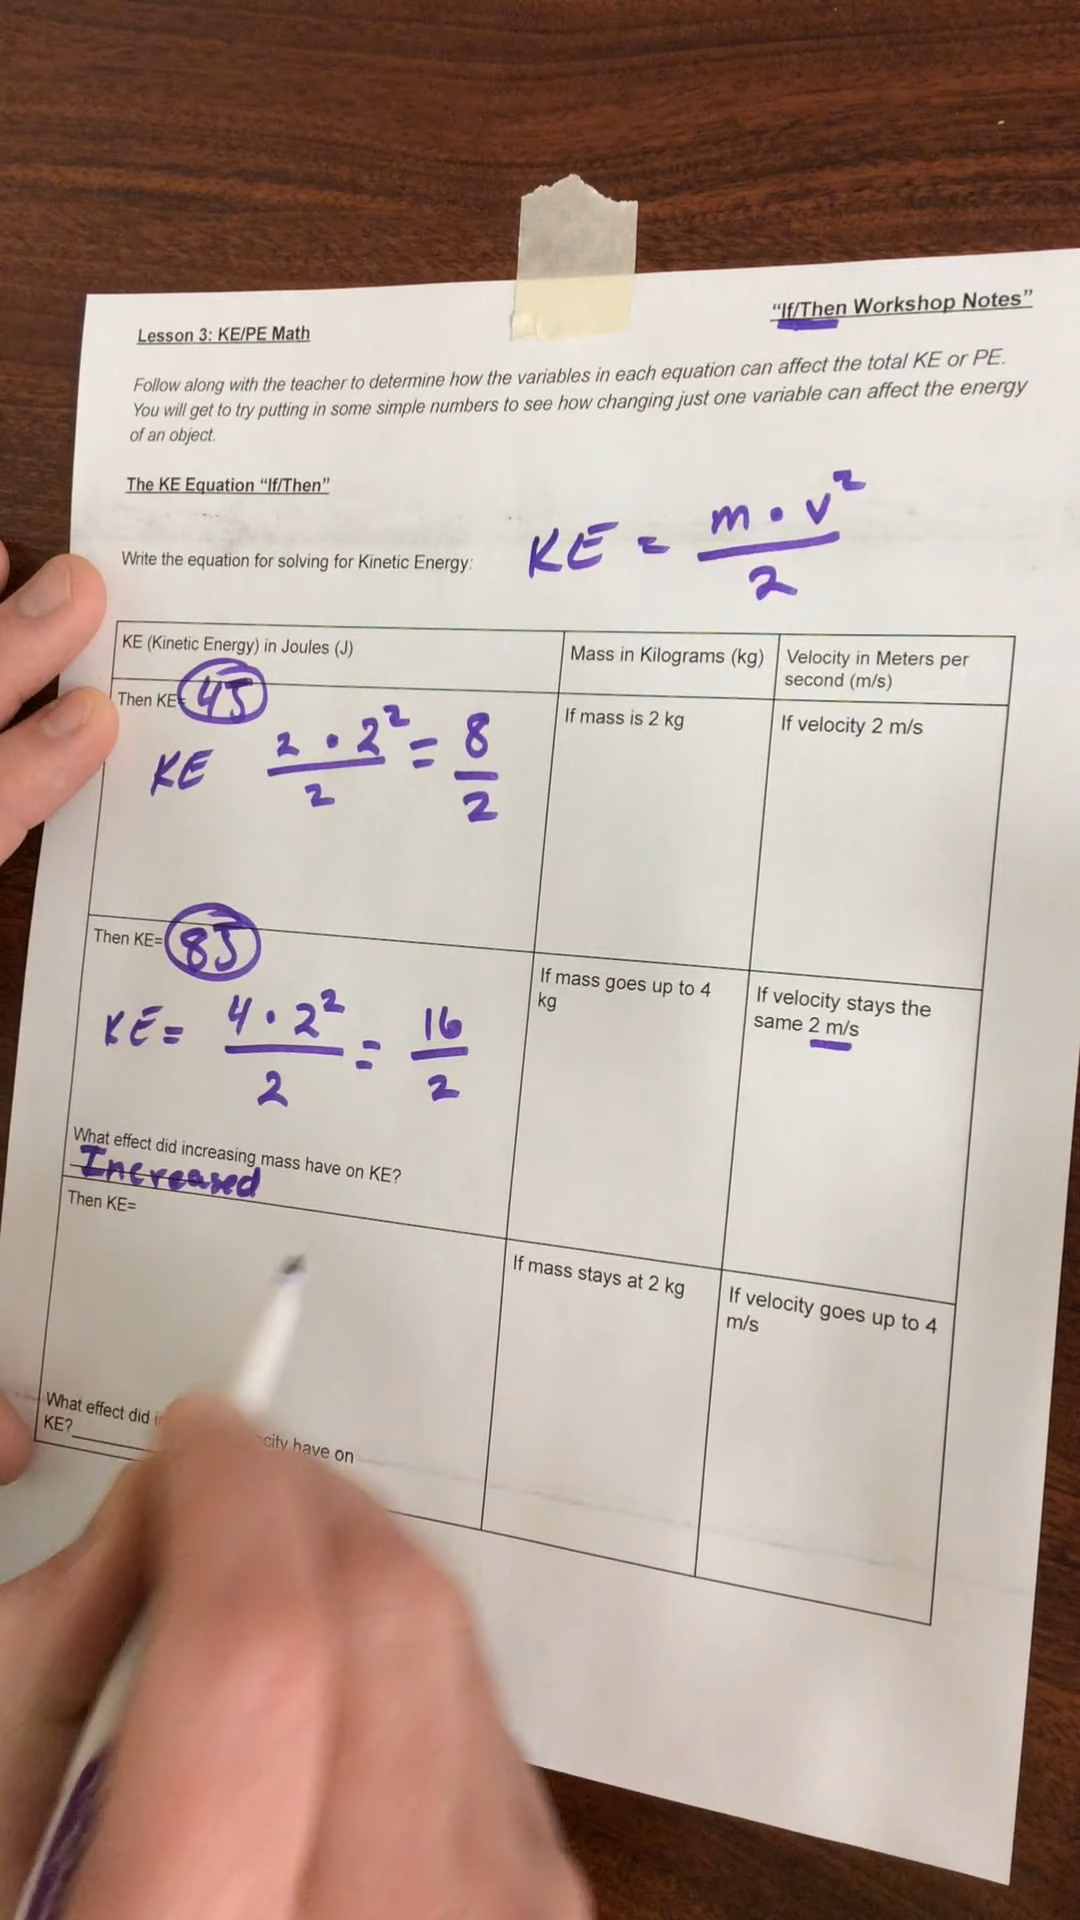 "If/Then Workshop Notes"
Lesson 3: KE/PE Math
Follow along with the teacher to determine how the variables in each equation can affect the total KE or PE.
You will get to try putting in some simple numbers to see how changing just one variable can affect the energy
of an object.
The KE Equation "If/Then"
Write the equation for solving for Kinetic Energy:
KE = m • v²
2
KE (Kinetic Energy) in Joules (J)
Mass in Kilograms (kg)
Velocity in Meters per
second (m/s)
Then KE= 4J
KE 2 • 2² = 8
2 2
If mass is 2 kg
If velocity 2 m/s
Then KE= 8J
KE = 4 • 2² = 16
2 2
What effect did increasing mass have on KE?
Increased
If mass goes up to 4
kg
If velocity stays the
same 2 m/s
Then KE=
What effect did
have on
KE?
If mass stays at 2 kg
If velocity goes up to 4
m/s